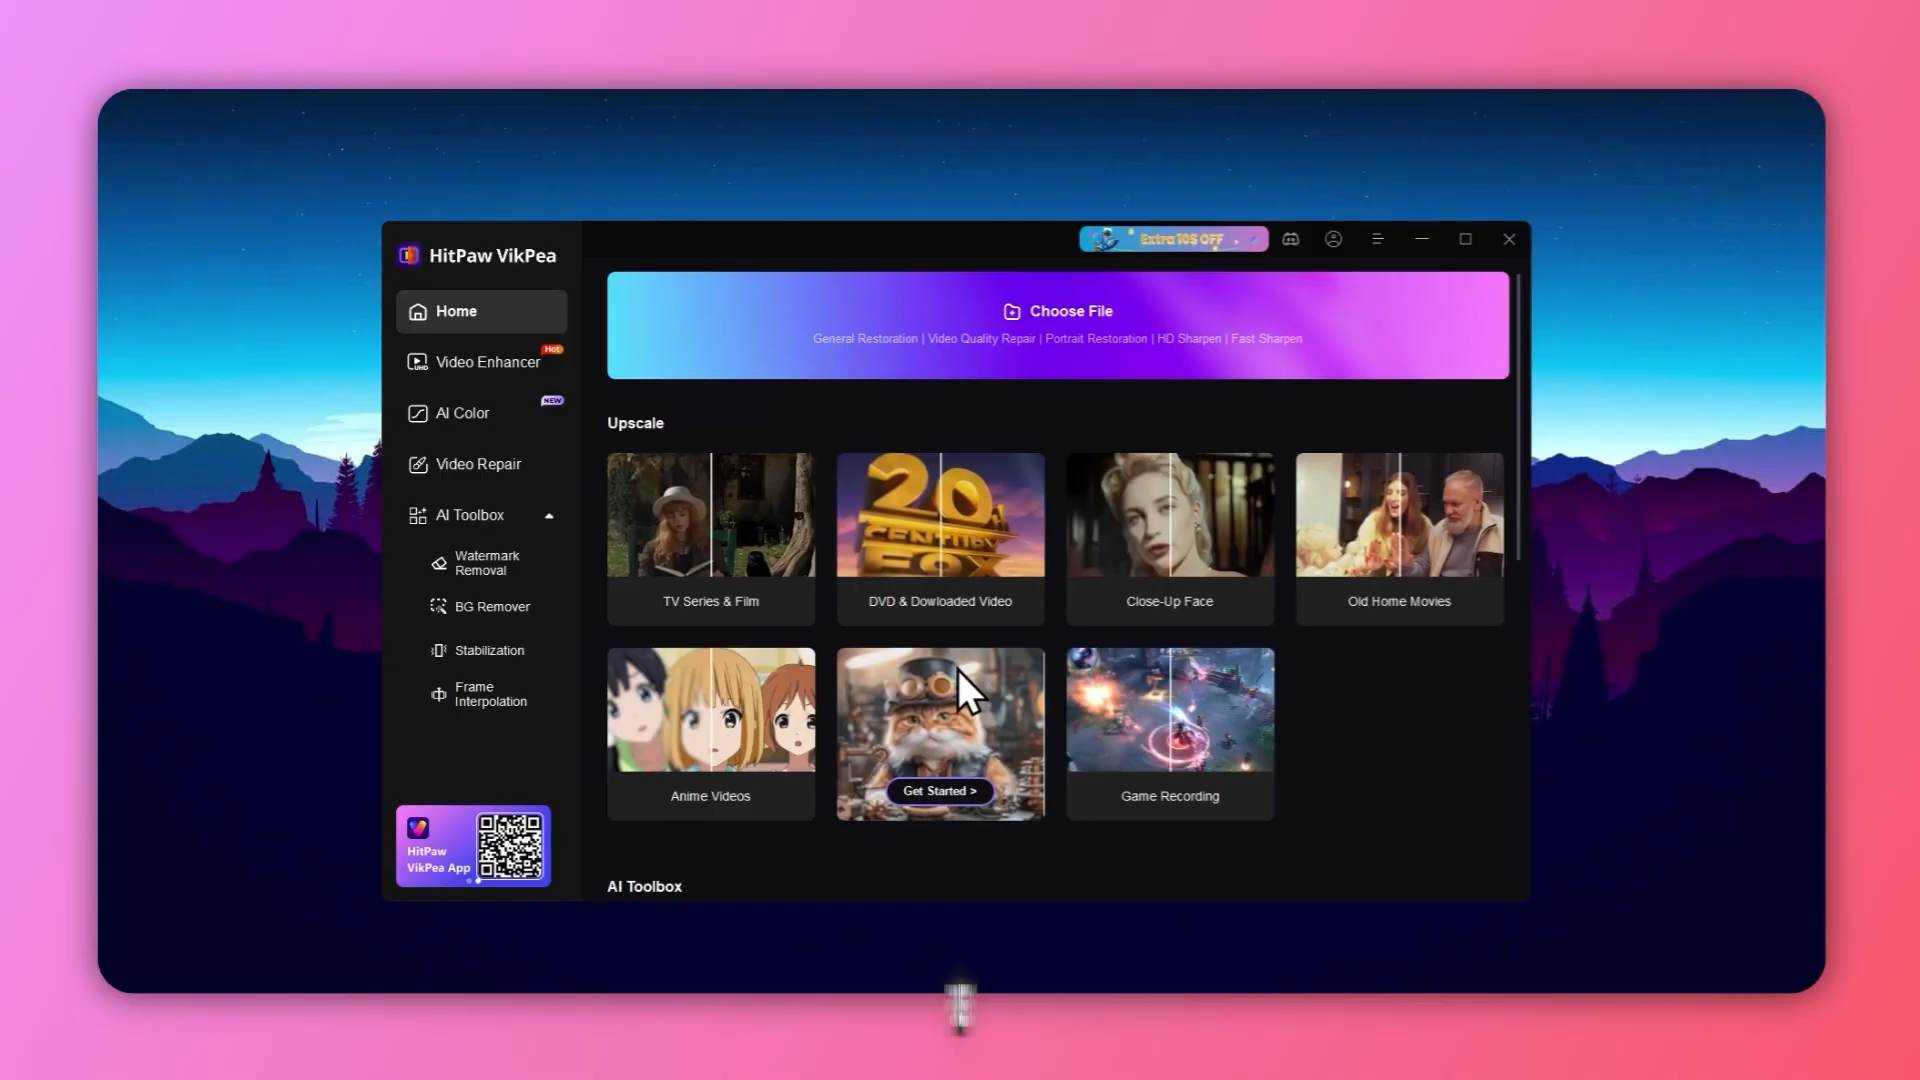 HitPaw VikPea
Extra 10$ OFF
Home
Video Enhancer
Hot
AI Color
NEW
Video Repair
AI Toolbox
Watermark
Removal
BG Remover
Stabilization
Frame
Interpolation
HitPaw
VikPea App
Choose File
General Restoration | Video Quality Repair | Portrait Restoration | HD Sharpen | Fast Sharpen
Upscale
20th
CENTURY
FOX
TV Series & Film
DVD & Dowloaded Video
Close-Up Face
Old Home Movies
Get Started >
Anime Videos
Game Recording
AI Toolbox